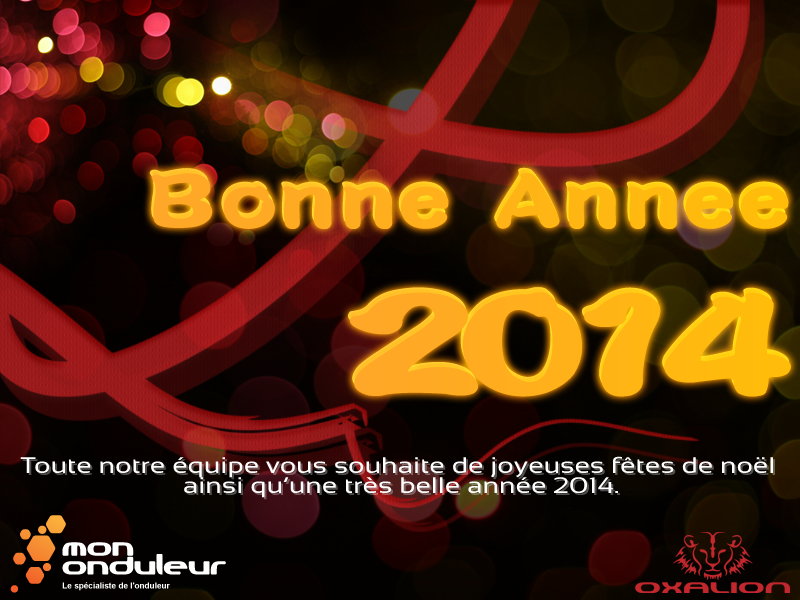 Bonne Annee
2014
Toute notre équipe vous souhaite de joyeuses fêtes de noël
ainsi qu'une très belle année 2014.
mon
onduleur
Le spécialiste de l'onduleur
OXALION